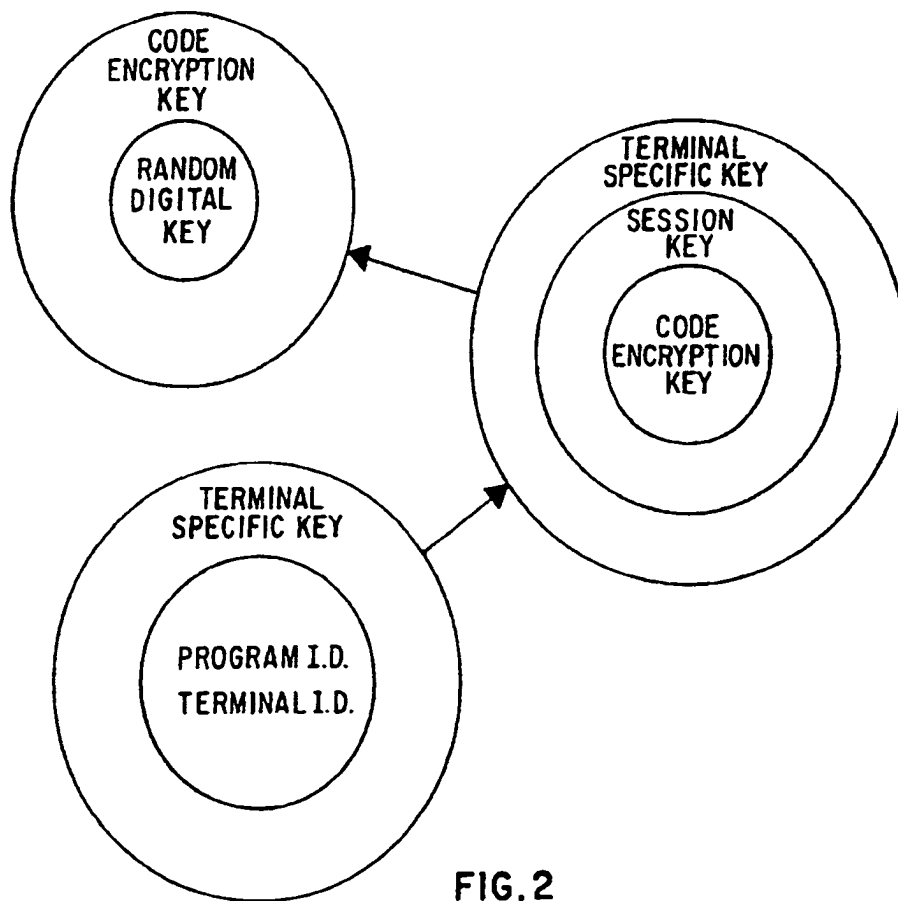 CODE
ENCRYPTION
KEY
RANDOM
DIGITAL
KEY
TERMINAL
SPECIFIC KEY
SESSION
KEY
CODE
ENCRYPTION
KEY
TERMINAL
SPECIFIC KEY
PROGRAM I.D.
TERMINAL I.D.
FIG.2